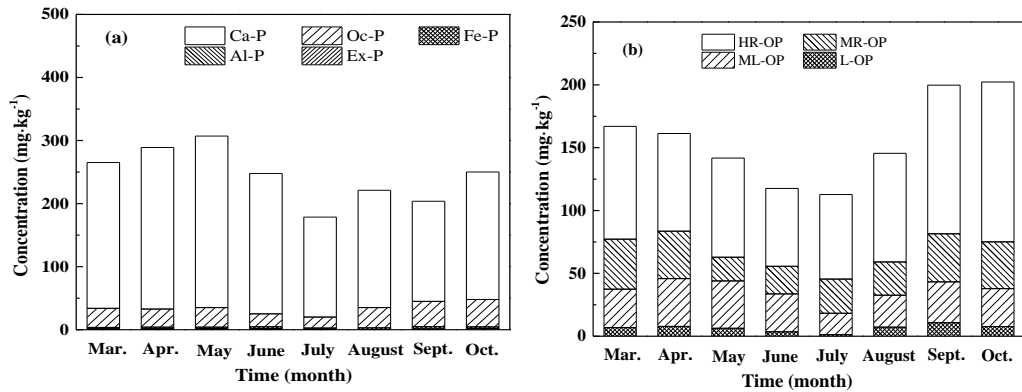 (a)
Ca-P Oc-P Fe-P
Al-P Ex-P
500
400
300
200
100
0
Concentration (mg·kg⁻¹)
Mar. Apr. May June July August Sept. Oct.
Time (month)
(b)
HR-OP MR-OP
ML-OP L-OP
250
200
150
100
50
0
Concentration (mg·kg⁻¹)
Mar. Apr. May June July August Sept. Oct.
Time (month)